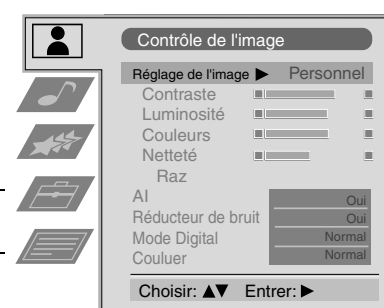 Contrôle de l'image
Réglage de l'image ▶ Personnel
Contraste
Luminosité
Couleurs
Netteté
Raz
AI Oui
Réducteur de bruit Oui
Mode Digital Normal
Couluer Normal
Choisir: ▲▼ Entrer: ▶